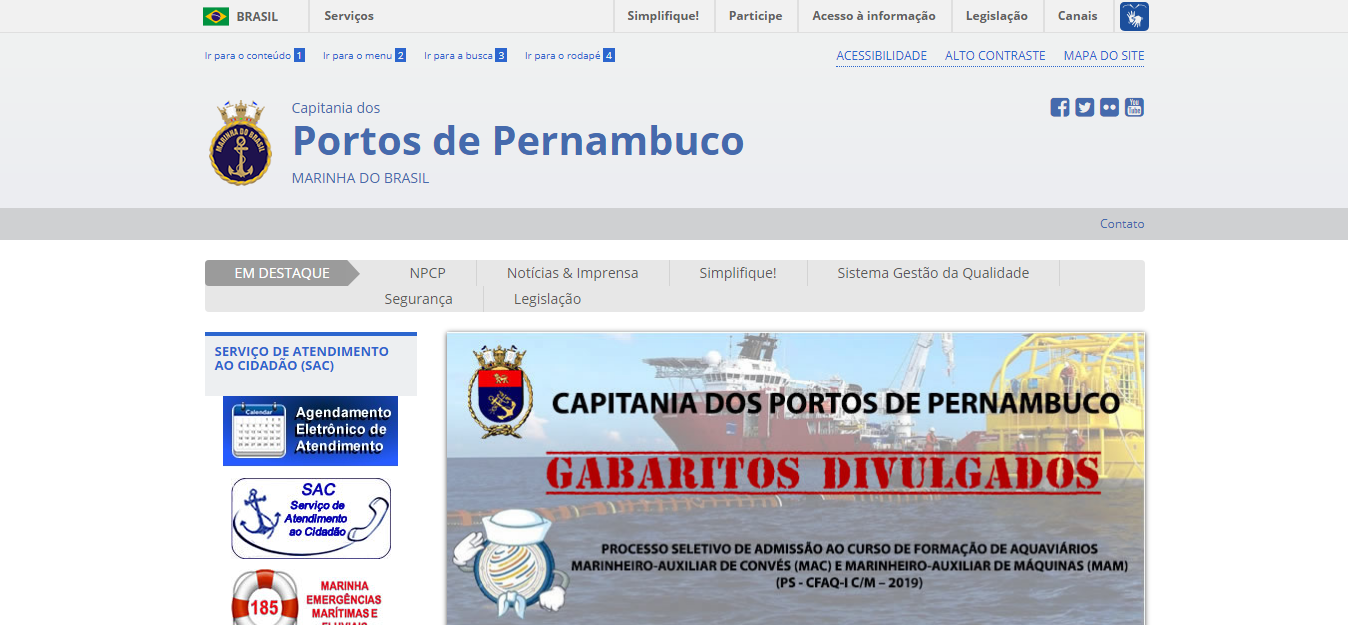 BRASIL
Serviços
Simplifique!
Participe
Acesso à informação
Legislação
Canais
Ir para o conteúdo 1
Ir para o menu 2
Ir para a busca 3
Ir para o rodapé 4
ACESSIBILIDADE
ALTO CONTRASTE
MAPA DO SITE
MARINHA DO BRASIL
Capitania dos
Portos de Pernambuco
MARINHA DO BRASIL
You
Tube
Contato
EM DESTAQUE
NPCP
Notícias & Imprensa
Simplifique!
Sistema Gestão da Qualidade
Segurança
Legislação
SERVIÇO DE ATENDIMENTO
AO CIDADÃO (SAC)
Calendar
Agendamento
Eletrônico de
Atendimento
SAC
Serviço de
Atendimento
ao Cidadão
185
MARINHA
EMERGÊNCIAS
MARÍTIMAS E
FLUVIAIS
CAPITANIA DOS PORTOS DE PERNAMBUCO
GABARITOS DIVULGADOS
PROCESSO SELETIVO DE ADMISSÃO AO CURSO DE FORMAÇÃO DE AQUAVIÁRIOS
MARINHEIRO-AUXILIAR DE CONVÉS (MAC) E MARINHEIRO-AUXILIAR DE MÁQUINAS (MAM)
(PS - CFAQ-I C/M – 2019)